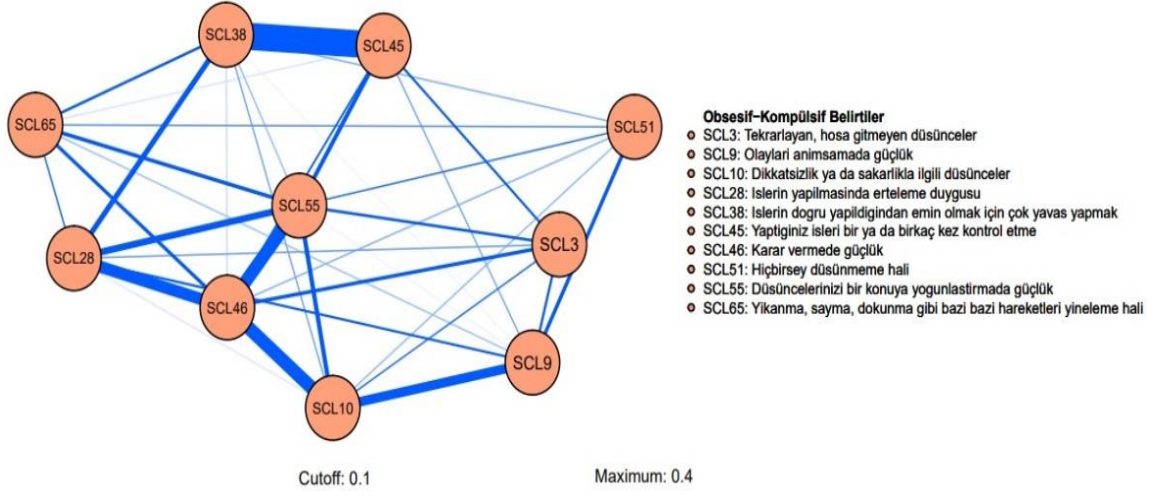 SCL38
SCL45
SCL65
SCL51
SCL55
SCL3
SCL28
SCL46
SCL9
SCL10
Cutoff: 0.1
Maximum: 0.4
Obsesif−Kompülsif Belirtiler
SCL3: Tekrarlayan, hosa gitmeyen düsünceler
SCL9: Olaylari animsamada güçlük
SCL10: Dikkatsizlik ya da sakarlikla ilgili düsünceler
SCL28: Islerin yapilmasinda erteleme duygusu
SCL38: Islerin dogru yapildigindan emin olmak için çok yavas yapmak
SCL45: Yaptiginiz isleri bir ya da birkaç kez kontrol etme
SCL46: Karar vermede güçlük
SCL51: Hiçbirsey düsünmeme hali
SCL55: Düsüncelerinizi bir konuya yogunlastirmada güçlük
SCL65: Yikanma, sayma, dokunma gibi bazi bazi hareketleri yineleme hali